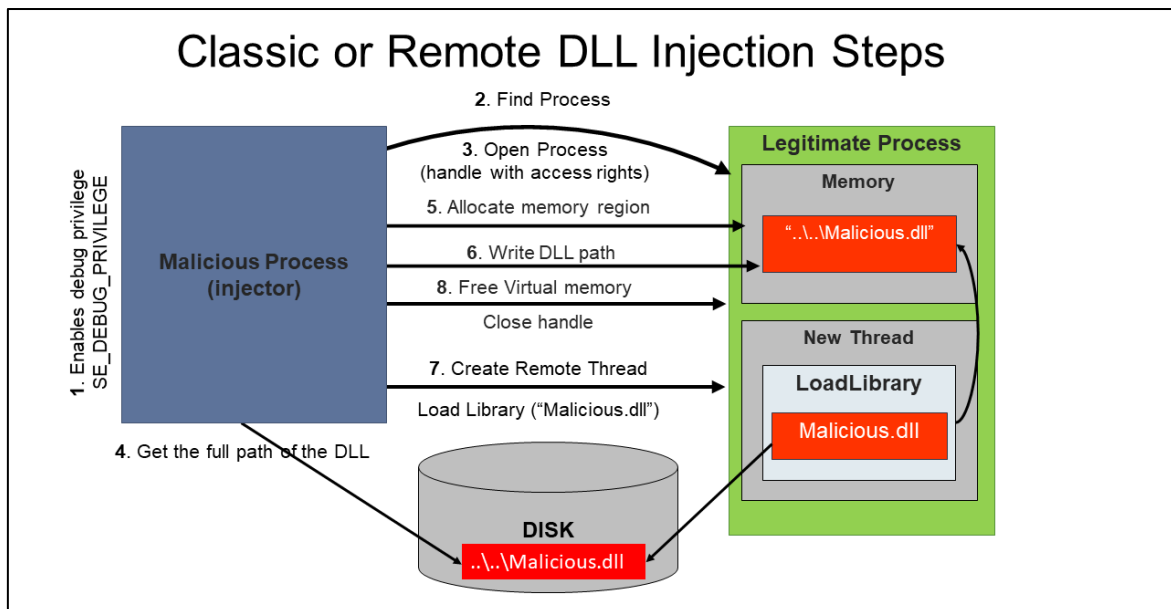 Classic or Remote DLL Injection Steps
2. Find Process
3. Open Process
(handle with access rights)
5. Allocate memory region
6. Write DLL path
8. Free Virtual memory
Close handle
7. Create Remote Thread
Load Library (“Malicious.dll”)
1. Enables debug privilege
SE_DEBUG_PRIVILEGE
Malicious Process
(injector)
4. Get the full path of the DLL
Legitimate Process
Memory
“..\..\Malicious.dll”
New Thread
LoadLibrary
Malicious.dll
DISK
..\..\Malicious.dll